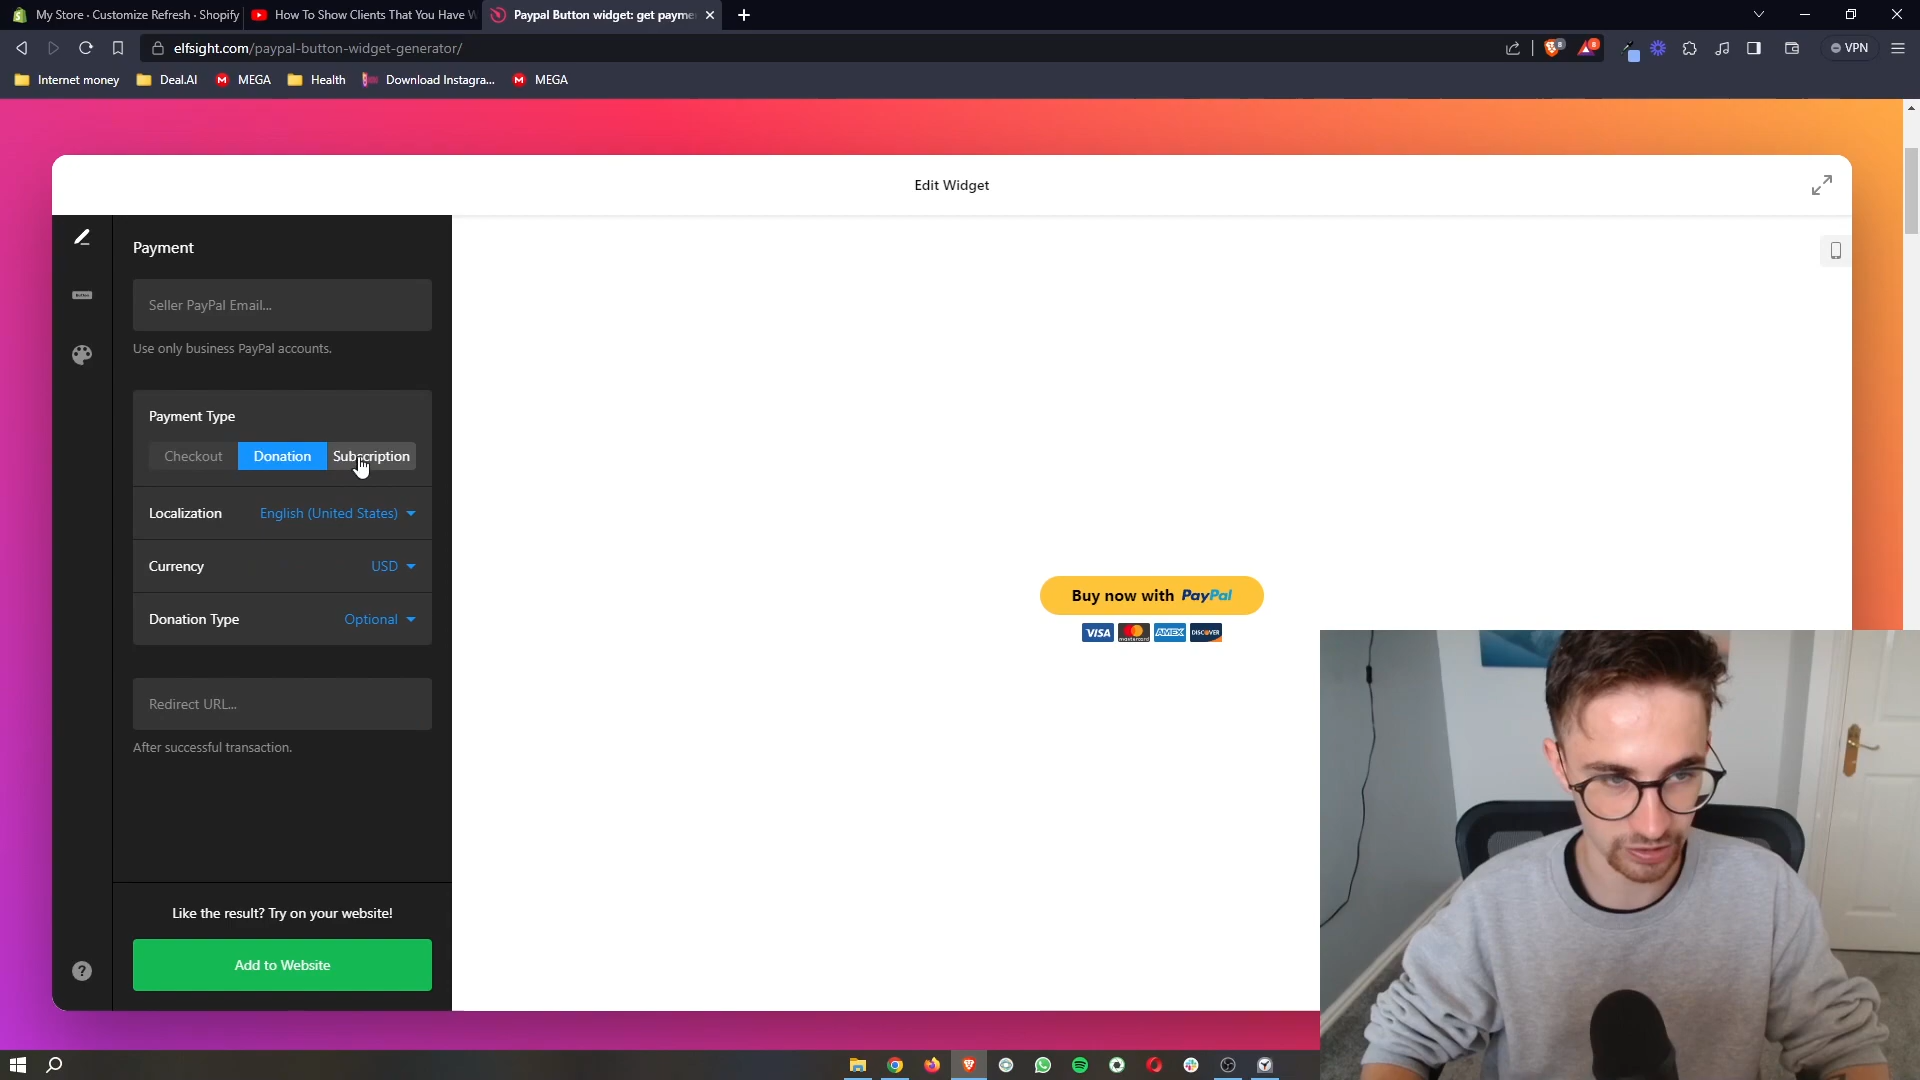 My Store · Customize Refresh · Shopify
How To Show Clients That You Have W
Paypal Button widget: get payme
elfsight.com/paypal-button-widget-generator/
8
8
VPN
Internet money
Deal.AI
MEGA
Health
Download Instagra...
MEGA
Edit Widget
Payment
Seller PayPal Email...
Use only business PayPal accounts.
Payment Type
Checkout
Donation
Subscription
Localization
English (United States)
Currency
USD
Donation Type
Optional
Redirect URL...
After successful transaction.
Like the result? Try on your website!
Add to Website
Buy now with PayPal
VISA
mastercard
AMEX
DISCOVER